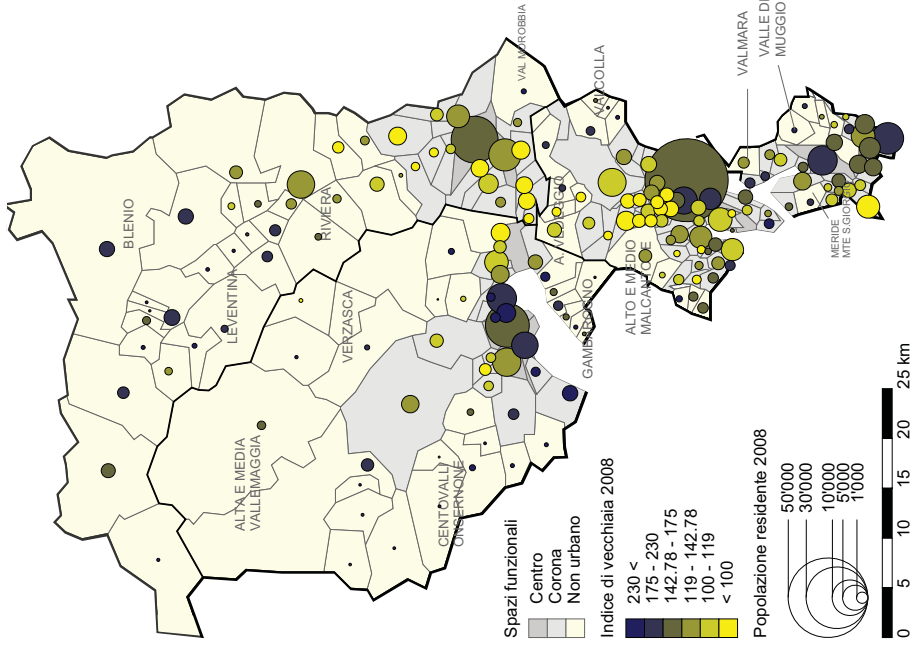 BLENIO
RIVIERA
LEVENTINA
VERZASCA
ALTA E MEDIA
VALLEMAGGIA
CENTOVALLI
ONSERNONE
VAL MOROBBIA
VALCOLLA
A. VEDEGGIO
GAMBAROGNO
ALTO E MEDIO
MALCANTONE
VALMARA
VALLE DI
MUGGIO
MERIDE
MTE S.GIORGIO
Spazi funzionali
Centro
Corona
Non urbano
Indice di vecchiaia 2008
230 <
175 - 230
142.78 - 175
119 - 142.78
100 - 119
< 100
Popolazione residente 2008
50'000
30'000
10'000
5'000
1'000
0 5 10 15 20 25 km